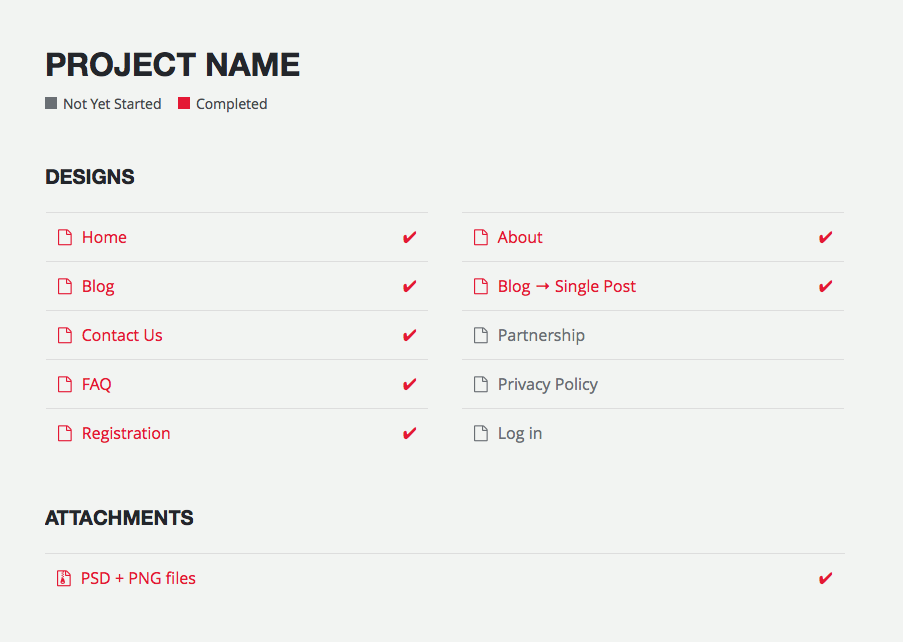 PROJECT NAME
Not Yet Started Completed
DESIGNS
Home ✔ About ✔
Blog ✔ Blog → Single Post ✔
Contact Us ✔ Partnership
FAQ ✔ Privacy Policy
Registration ✔ Log in
ATTACHMENTS
PSD + PNG files ✔